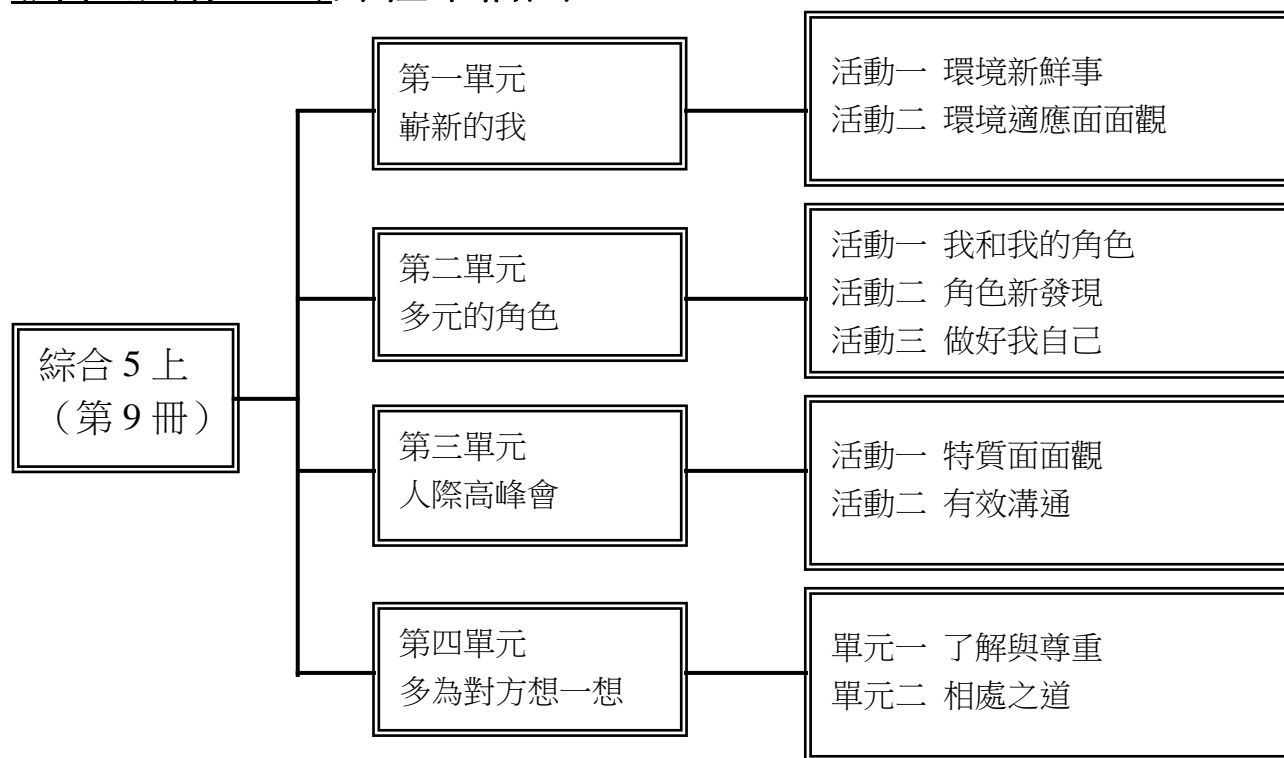 綜合 5 上
（第 9 冊）
第一單元
嶄新的我
活動一 環境新鮮事
活動二 環境適應面面觀
第二單元
多元的角色
活動一 我和我的角色
活動二 角色新發現
活動三 做好我自己
第三單元
人際高峰會
活動一 特質面面觀
活動二 有效溝通
第四單元
多為對方想一想
單元一 了解與尊重
單元二 相處之道